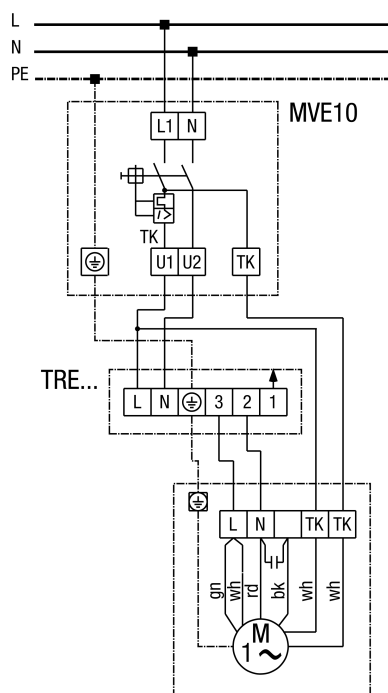 L
N
PE
MVE10
L1 N
I>
TK
U1 U2 TK
TRE...
L N 3 2 1
L N TK TK
gn wh rd bk wh wh
M
1 ~